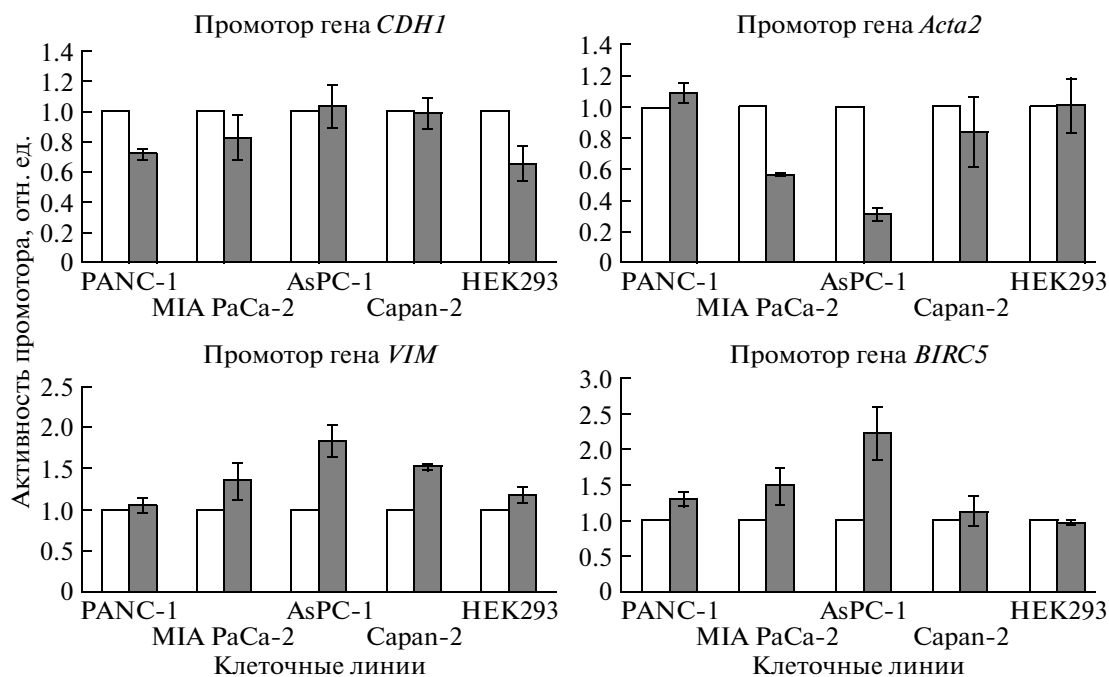 Промотор гена CDH1
Активность промотора, отн. ед.
1.4
1.2
1.0
0.8
0.6
0.4
0.2
0
PANC-1
MIA PaCa-2
AsPC-1
Capan-2
HEK293
Промотор гена Acta2
1.4
1.2
1.0
0.8
0.6
0.4
0.2
0
PANC-1
MIA PaCa-2
AsPC-1
Capan-2
HEK293
Промотор гена VIM
2.5
2.0
1.5
1.0
0.5
0
PANC-1
MIA PaCa-2
AsPC-1
Capan-2
HEK293
Клеточные линии
Промотор гена BIRC5
3.0
2.5
2.0
1.5
1.0
0.5
0
PANC-1
MIA PaCa-2
AsPC-1
Capan-2
HEK293
Клеточные линии